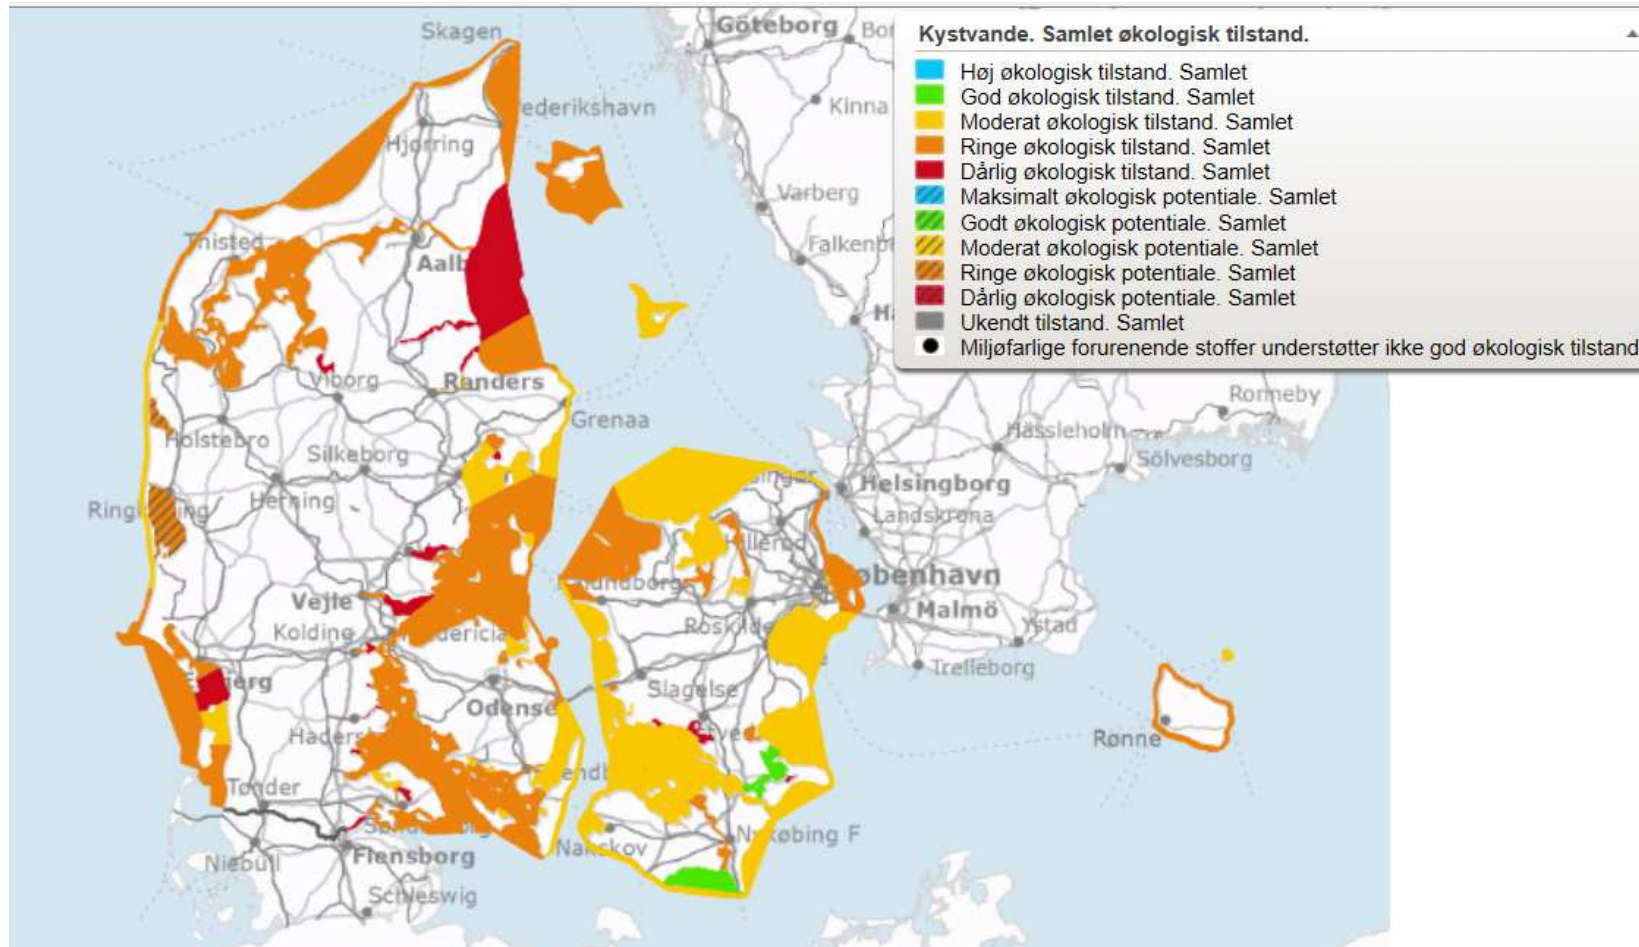 Kystvande. Samlet økologisk tilstand.
Høj økologisk tilstand. Samlet
God økologisk tilstand. Samlet
Moderat økologisk tilstand. Samlet
Ringe økologisk tilstand. Samlet
Dårlig økologisk tilstand. Samlet
Maksimalt økologisk potentiale. Samlet
Godt økologisk potentiale. Samlet
Moderat økologisk potentiale. Samlet
Ringe økologisk potentiale. Samlet
Dårlig økologisk potentiale. Samlet
Ukendt tilstand. Samlet
Miljøfarlige forurenende stoffer understøtter ikke god økologisk tilstand
Skagen
Göteborg
Kinna
Hjørring
Varberg
Thisted
Viborg
Randers
Grenaa
Rønneby
Hässleholm
Sölvesborg
Holstebro
Silkeborg
Herning
Helsingborg
Landskrona
Hillerød
Vejle
Kolding
Malmö
Ystad
Roskilde
Trelleborg
Slagelse
Odense
Rønne
Tønder
Nakskov
Nykøbing F
Niebüll
Flensborg
Schleswig